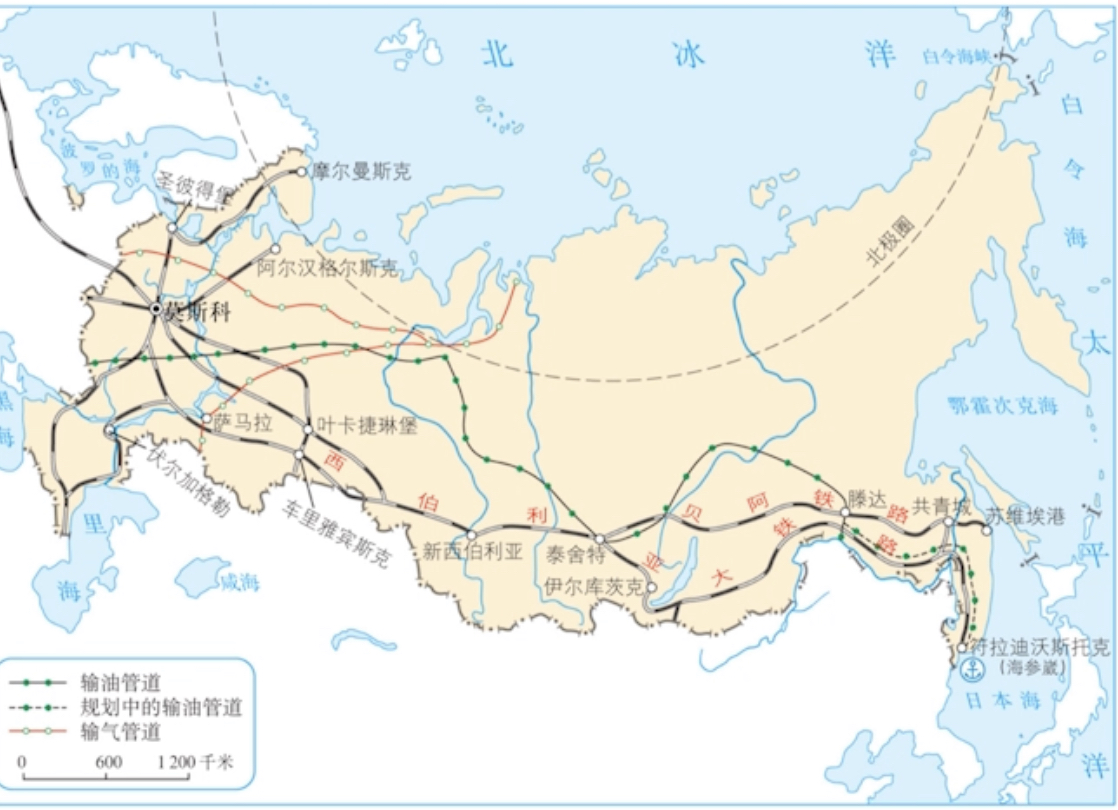 北冰洋
白令海峡
白令海
波罗的海
摩尔曼斯克
圣彼得堡
北极圈
阿尔汉格尔斯克
莫斯科
太平洋
黑海
鄂霍次克海
萨马拉
叶卡捷琳堡
伏尔加格勒
西伯利亚大铁路
贝阿铁路
滕达
共青城
苏维埃港
车里雅宾斯克
新西伯利亚
泰舍特
伊尔库茨克
里海
咸海
符拉迪沃斯托克
(海参崴)
日本海
输油管道
规划中的输油管道
输气管道
0 600 1 200 千米